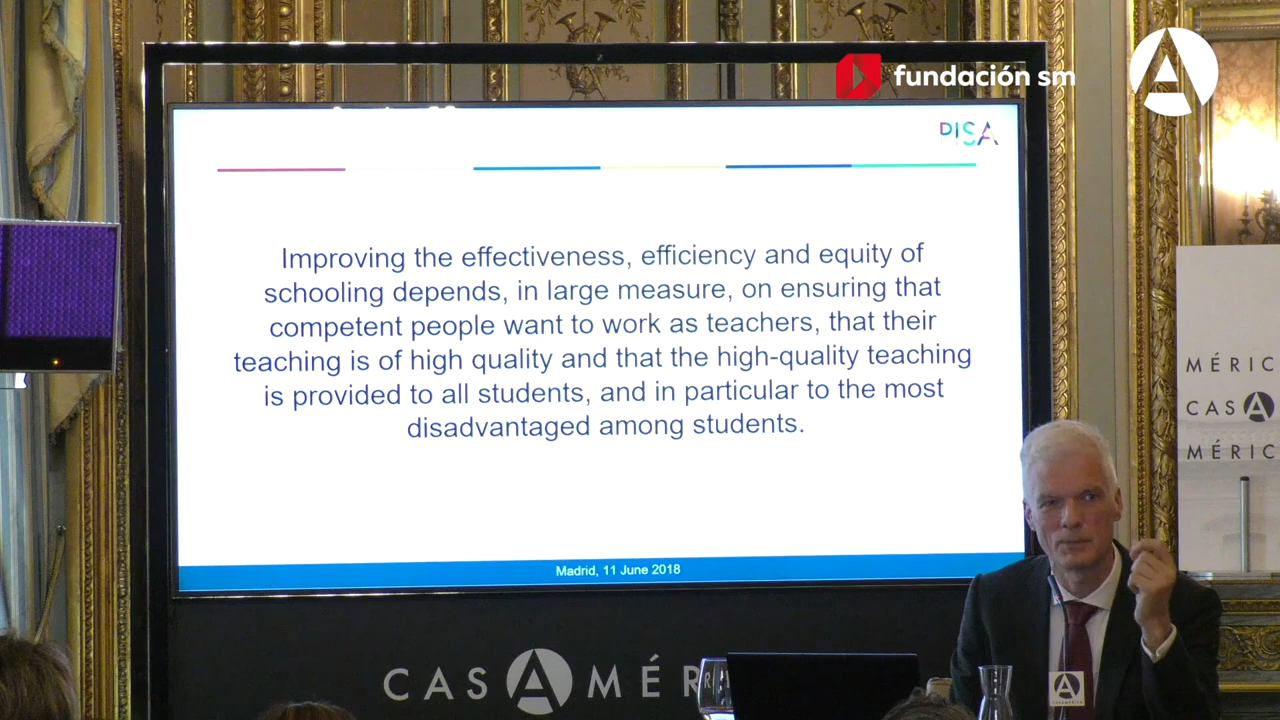 fundación sm
PISA
Improving the effectiveness, efficiency and equity of
schooling depends, in large measure, on ensuring that
competent people want to work as teachers, that their
teaching is of high quality and that the high-quality teaching
is provided to all students, and in particular to the most
disadvantaged among students.
Madrid, 11 June 2018
MÉRIC
CASA
MÉRIC
CASAMÉR